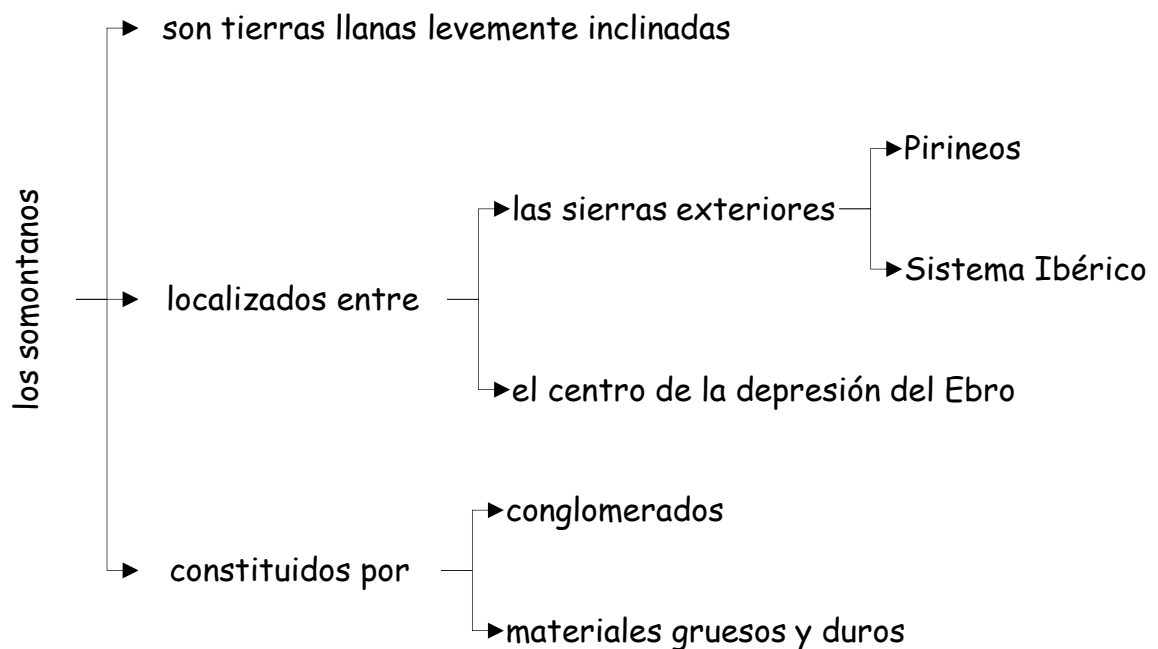 los somontanos
son tierras llanas levemente inclinadas
localizados entre
las sierras exteriores
Pirineos
Sistema Ibérico
el centro de la depresión del Ebro
constituidos por
conglomerados
materiales gruesos y duros